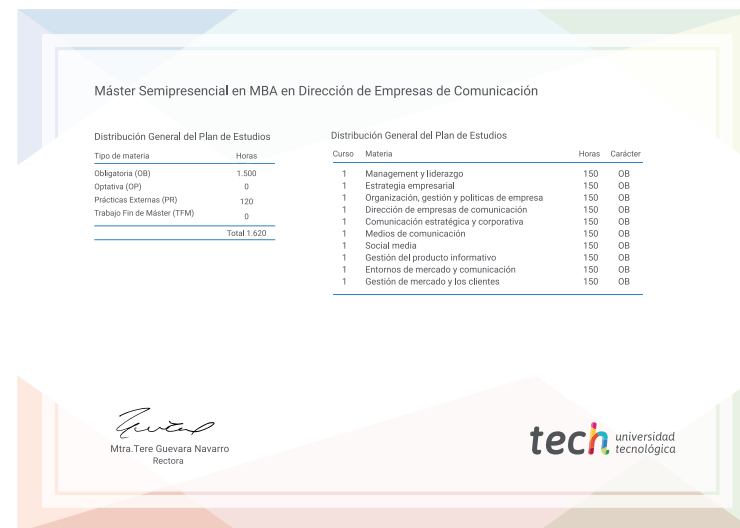 Máster Semipresencial en MBA en Dirección de Empresas de Comunicación
Distribución General del Plan de Estudios
Tipo de materia Horas
Obligatoria (OB) 1.500
Optativa (OP) 0
Prácticas Externas (PR) 120
Trabajo Fin de Máster (TFM) 0
Total 1.620
Distribución General del Plan de Estudios
Curso Materia Horas Carácter
1 Management y liderazgo 150 OB
1 Estrategia empresarial 150 OB
1 Organización, gestión y politicas de empresa 150 OB
1 Dirección de empresas de comunicación 150 OB
1 Comunicación estratégica y corporativa 150 OB
1 Medios de comunicación 150 OB
1 Social media 150 OB
1 Gestión del producto informativo 150 OB
1 Entornos de mercado y comunicación 150 OB
1 Gestión de mercado y los clientes 150 OB
Mtra.Tere Guevara Navarro
Rectora
tech universidad
tecnológica